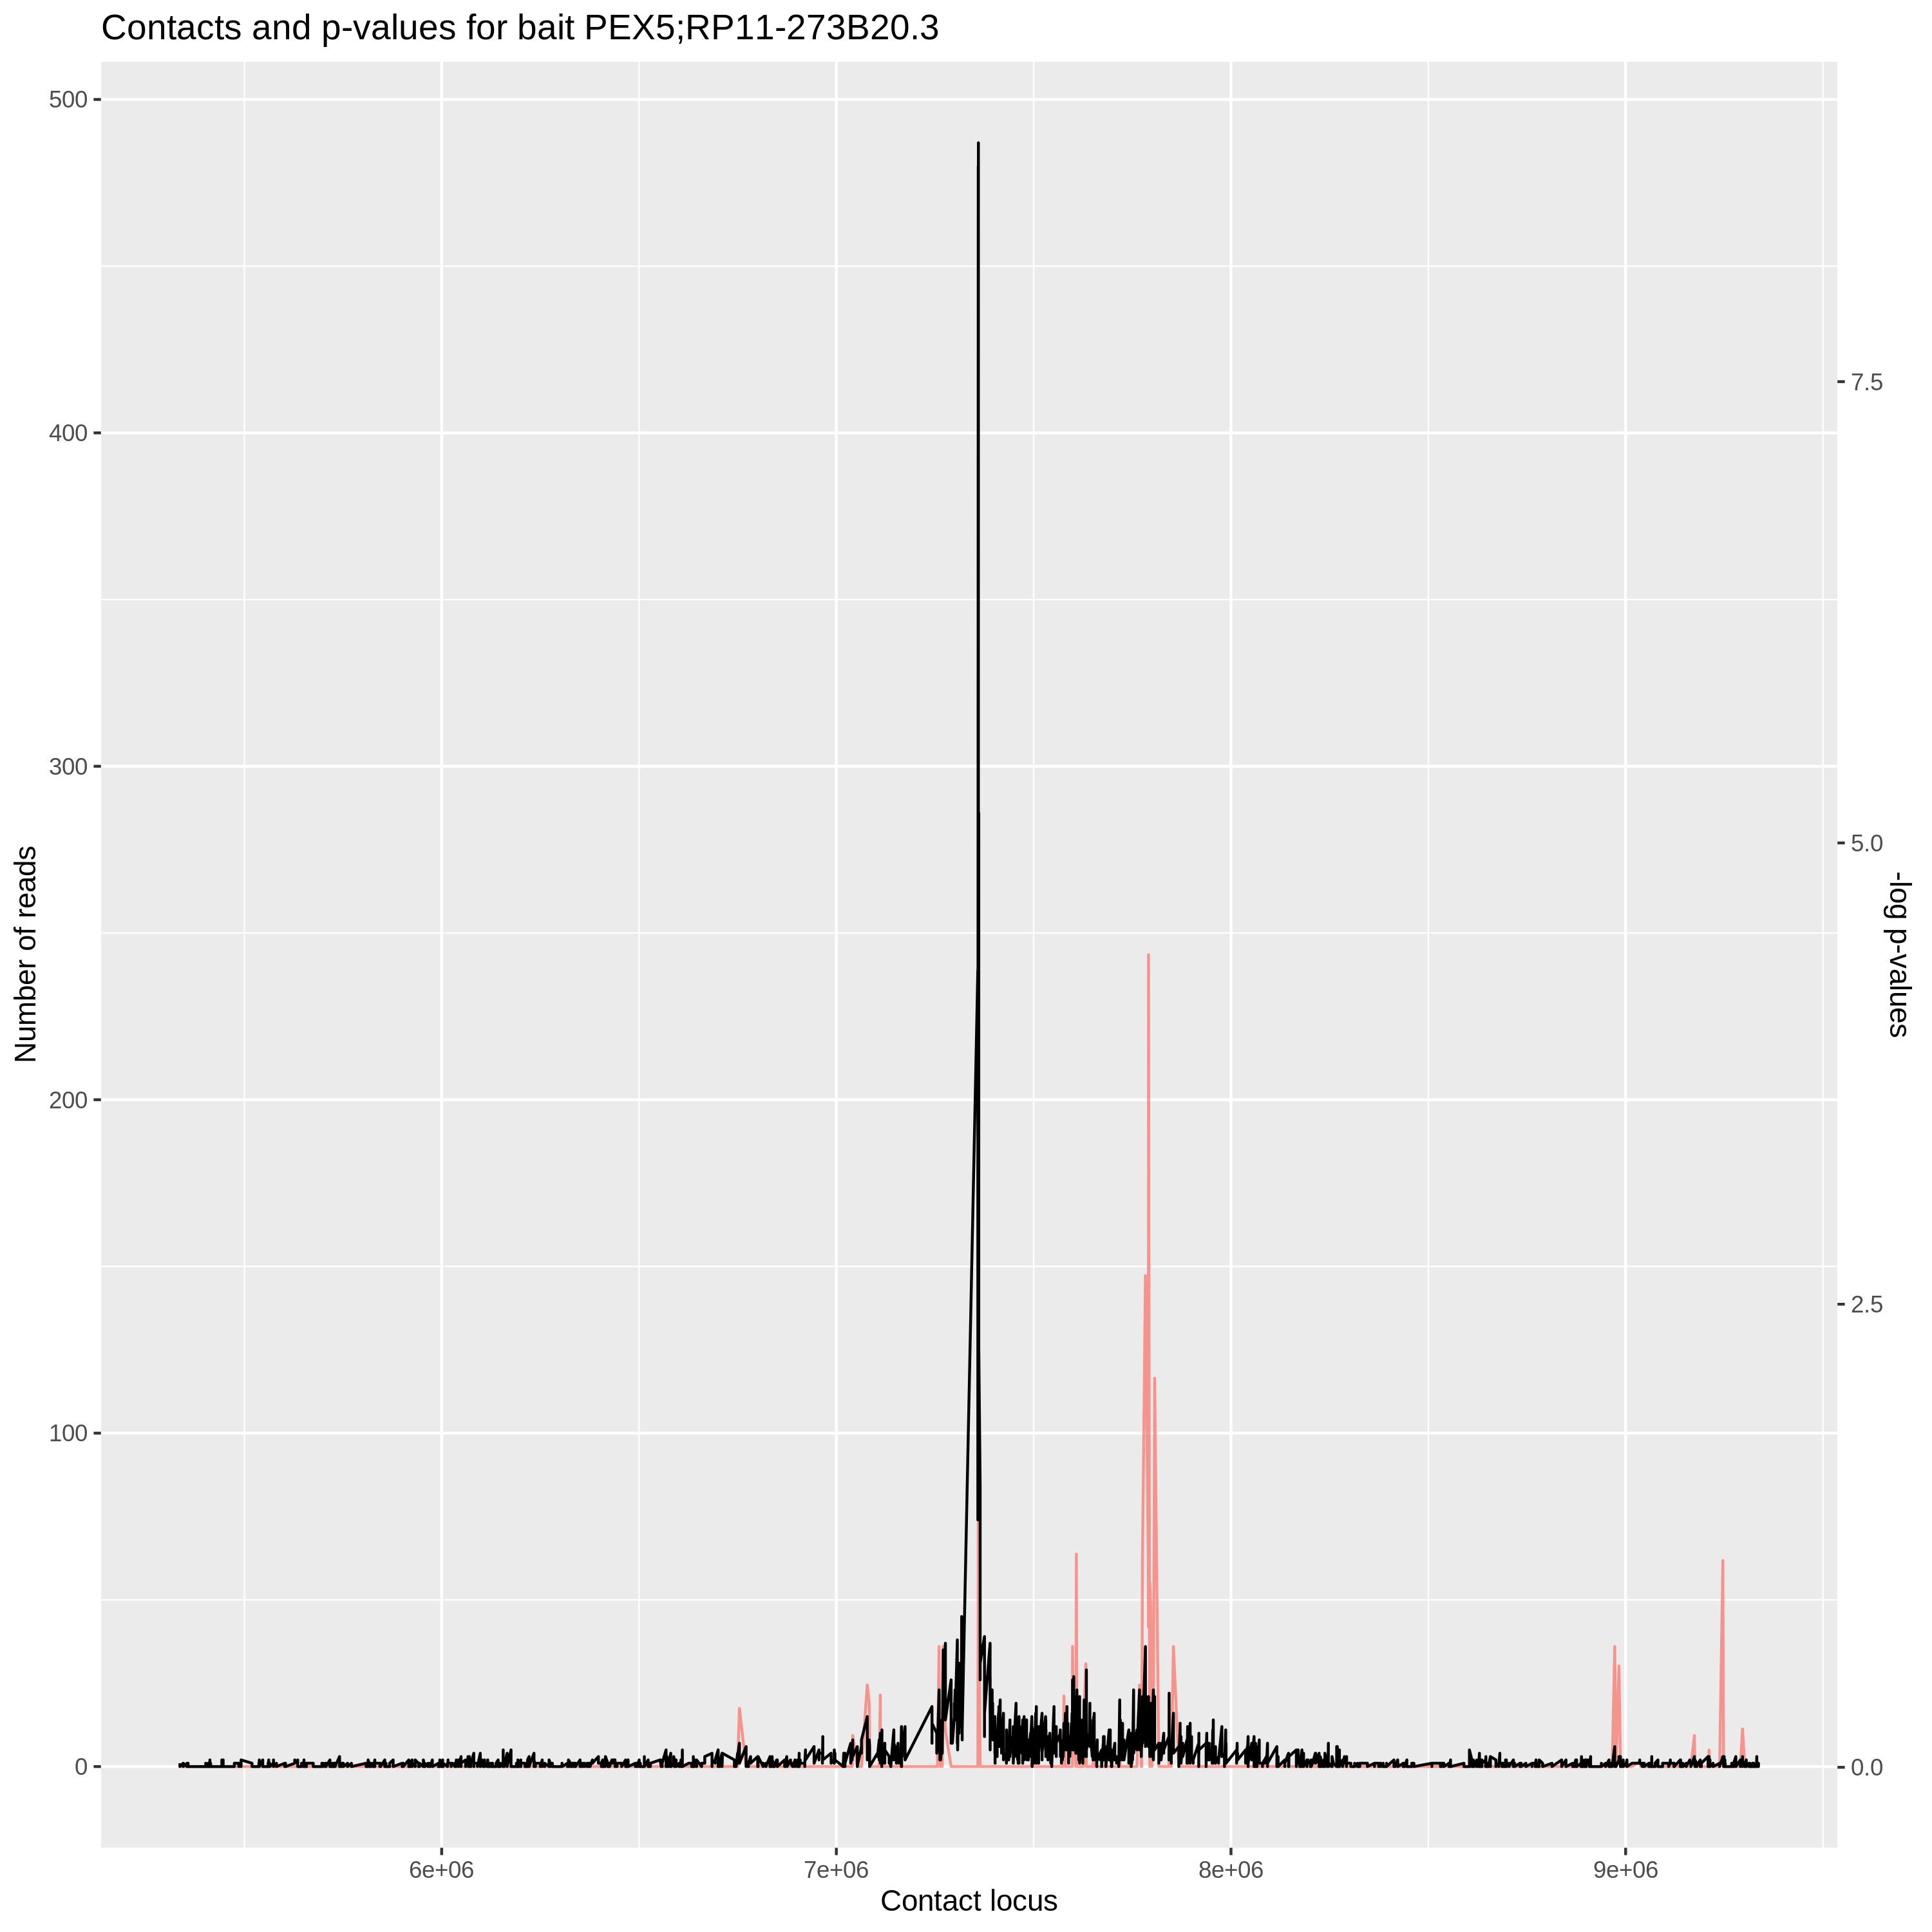 Contacts and p-values for bait PEX5;RP11-273B20.3
500
400
300
200
100
0
Number of reads
7.5
5.0
2.5
0.0
-log p-values
6e+06
7e+06
8e+06
9e+06
Contact locus